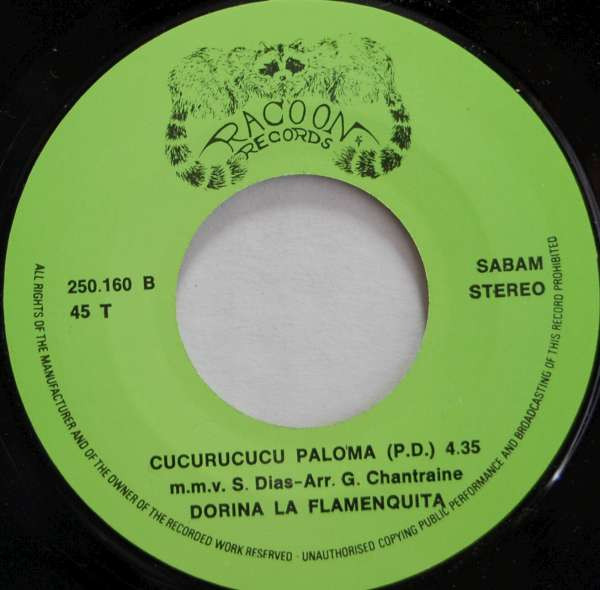 RACOON
RECORDS
250.160 B
45 T
SABAM
STEREO
CUCURUCUCU PALOMA (P.D.) 4.35
m.m.v. S. Dias-Arr. G. Chantraine
DORINA LA FLAMENQUITA
ALL RIGHTS OF THE MANUFACTURER AND OF THE OWNER OF THE RECORDED WORK RESERVED - UNAUTHORISED COPYING PUBLIC PERFORMANCE AND BROADCASTING OF THIS RECORD PROHIBITED